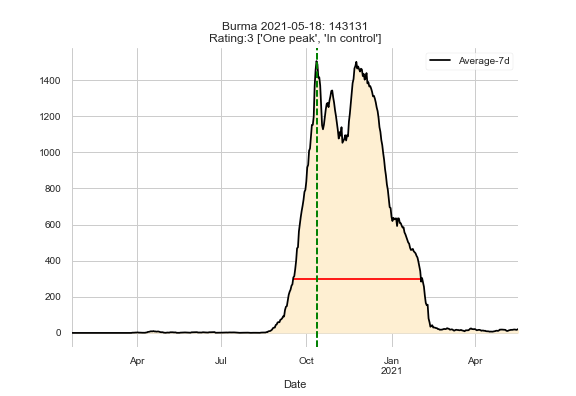 Burma 2021-05-18: 143131
Rating:3 ['One peak', 'In control']
Average-7d
1400
1200
1000
800
600
400
200
0
Apr Jul Oct Jan Apr
2021
Date